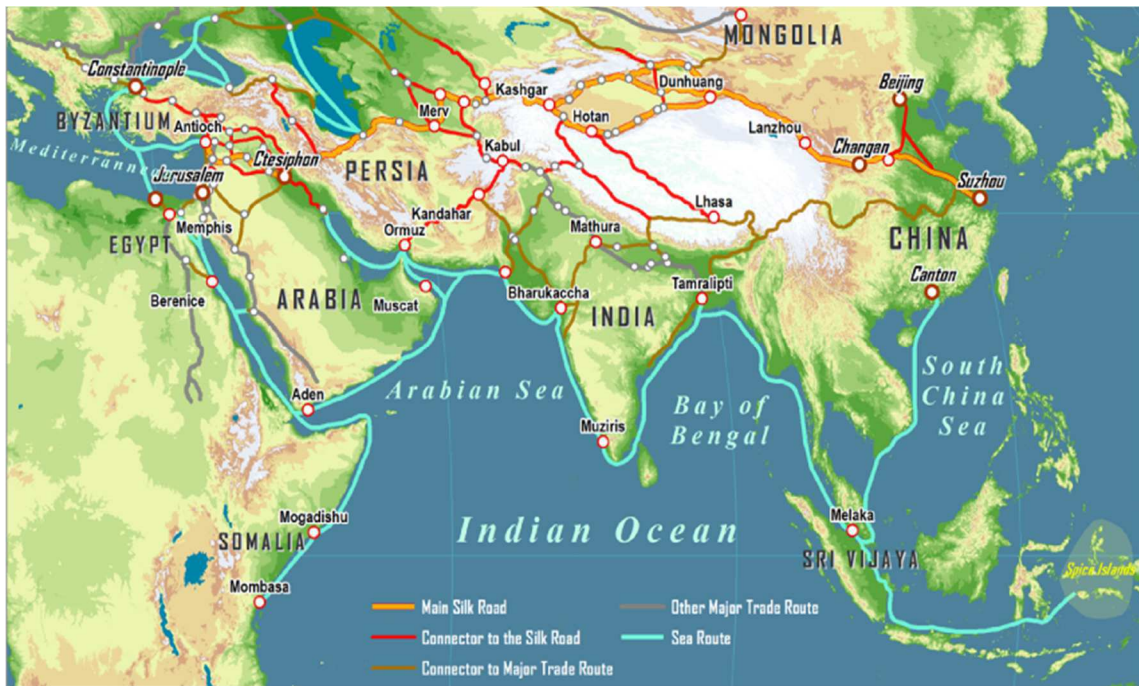 MONGOLIA
Constantinople
Kashgar
Dunhuang
Beijing
BYZANTIUM
Merv
Hotan
Antioch
Lanzhou
Changan
Mediterrane
Ctesiphon
PERSIA
Kabul
Jurusalem
Suzhou
Kandahar
Lhasa
Memphis
Ormuz
Mathura
EGYPT
CHINA
Berenice
ARABIA
Muscat
Bharukaccha
Tamralipti
Canton
INDIA
Aden
Arabian Sea
South
China
Sea
Bay of
Bengal
Muziris
Mogadishu
SOMALIA
Indian Ocean
Melaka
SRI VIJAYA
Spice Islands
Mombasa
Main Silk Road
Other Major Trade Route
Connector to the Silk Road
Sea Route
Connector to Major Trade Route